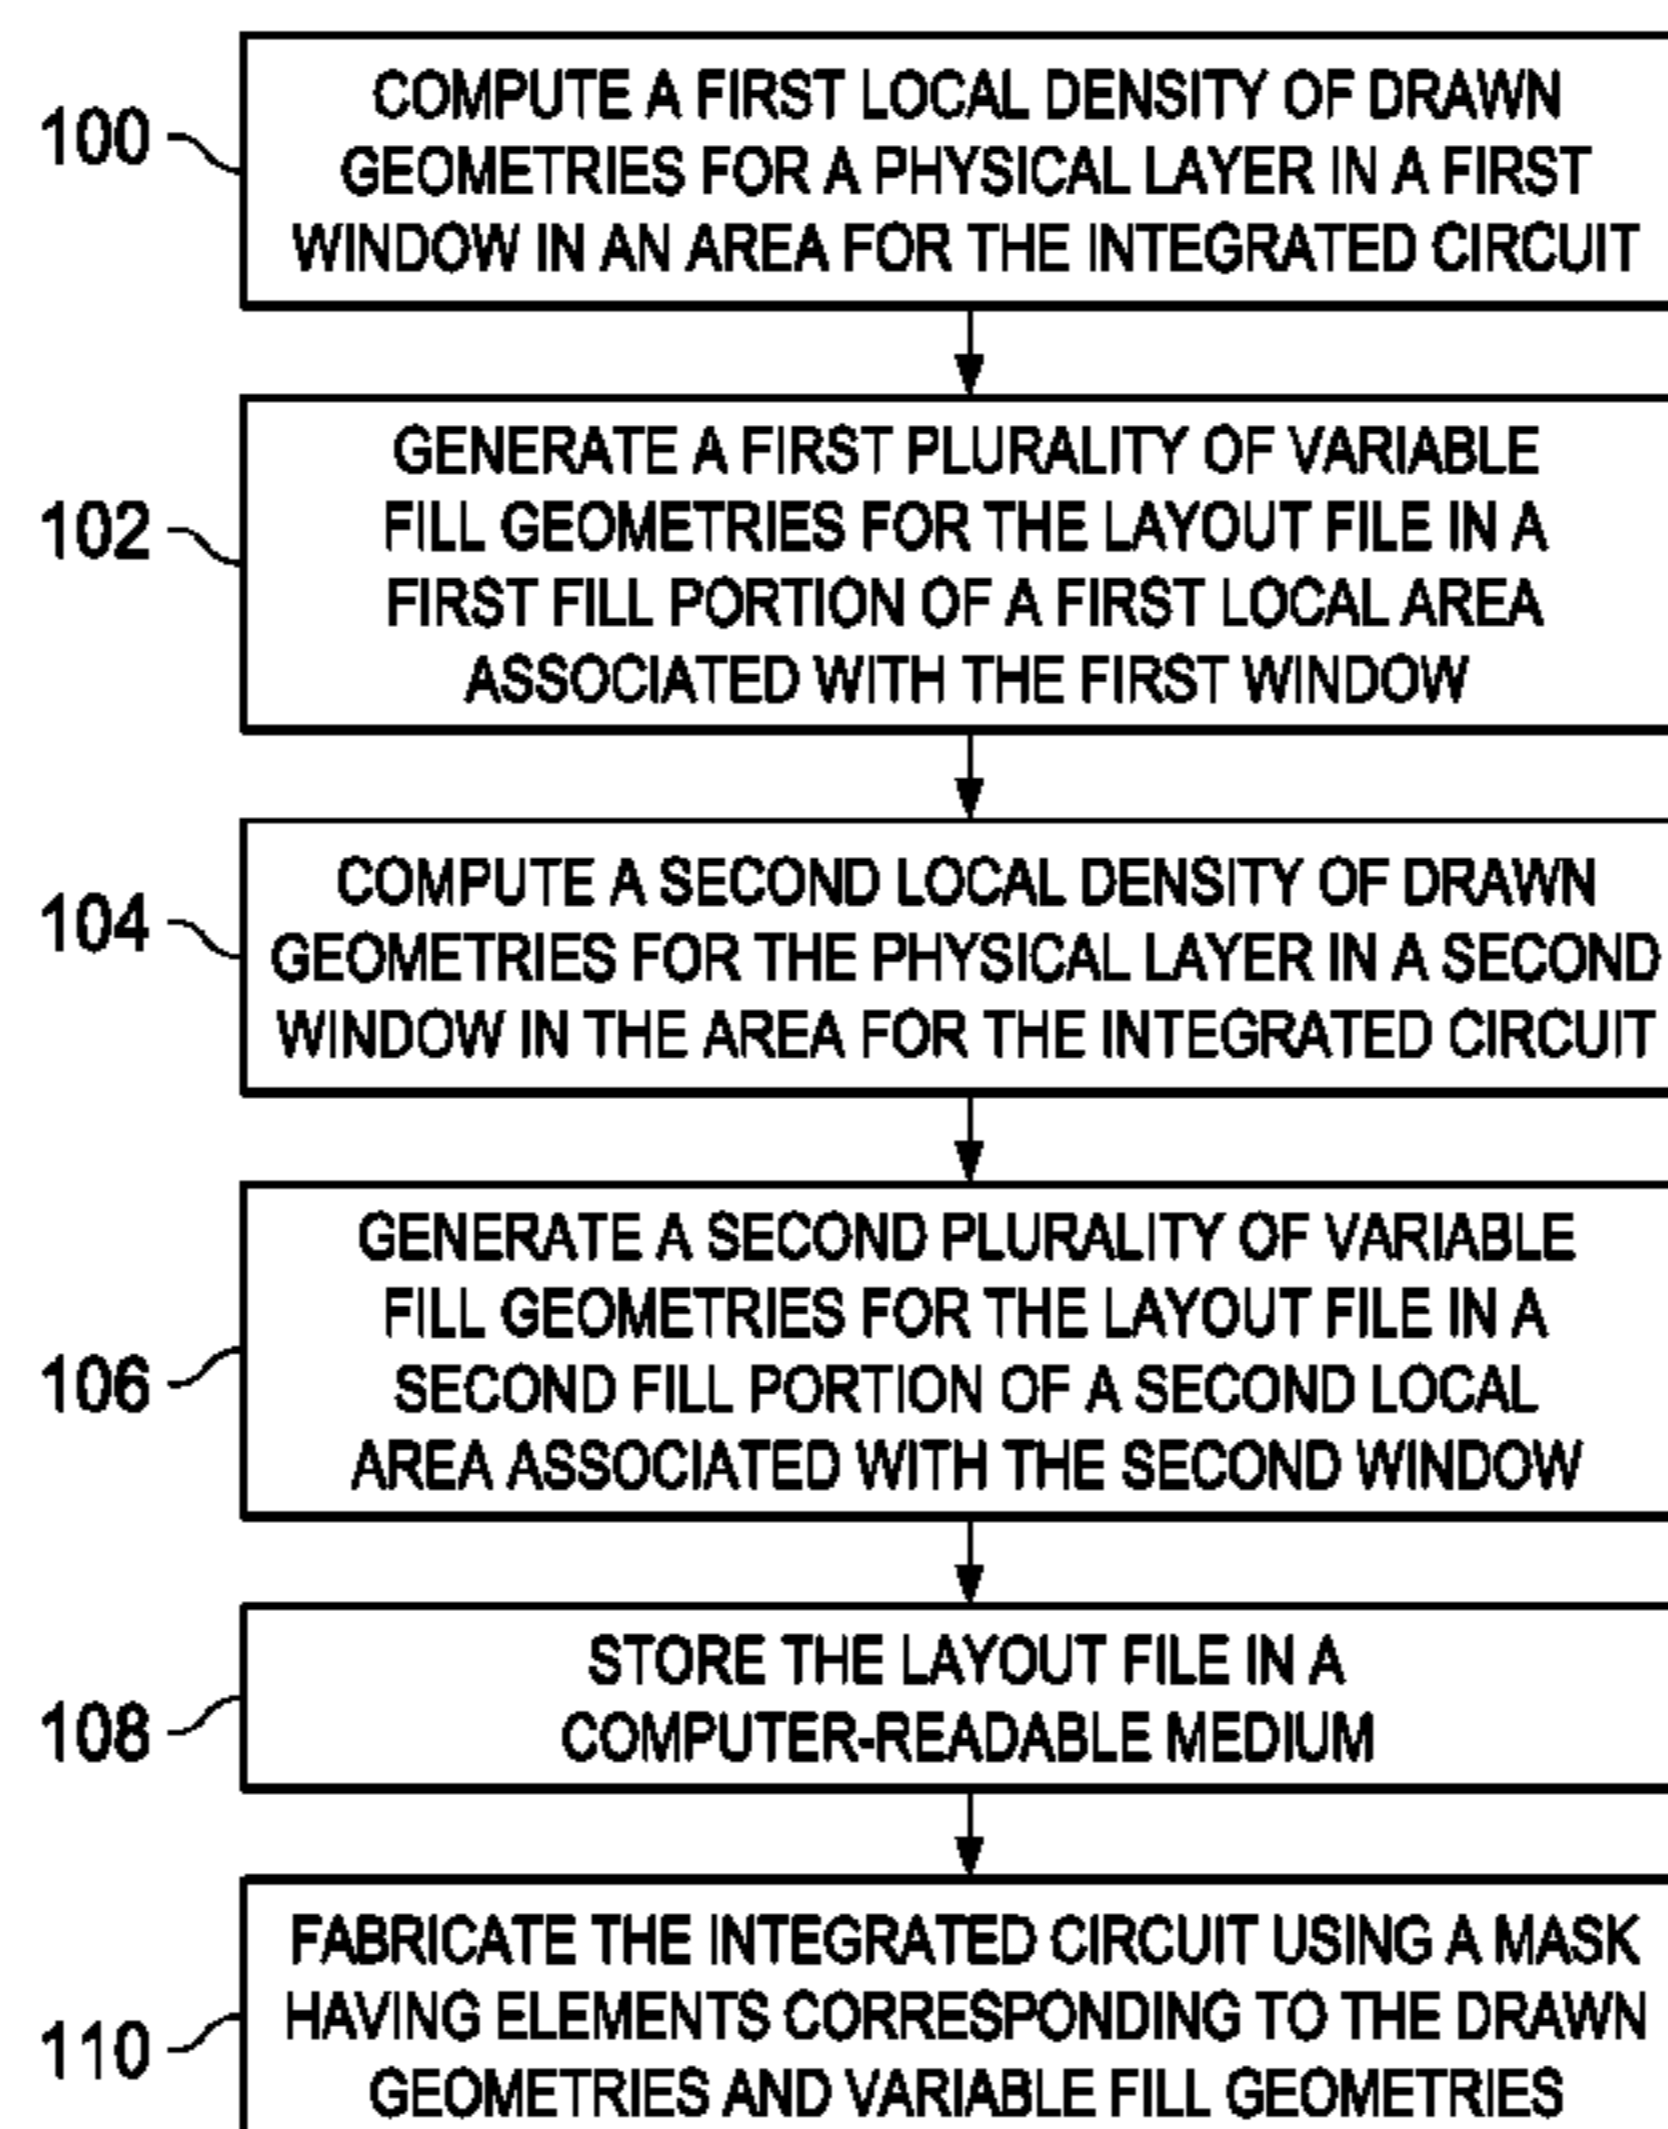 100
COMPUTE A FIRST LOCAL DENSITY OF DRAWN
GEOMETRIES FOR A PHYSICAL LAYER IN A FIRST
WINDOW IN AN AREA FOR THE INTEGRATED CIRCUIT
102
GENERATE A FIRST PLURALITY OF VARIABLE
FILL GEOMETRIES FOR THE LAYOUT FILE IN A
FIRST FILL PORTION OF A FIRST LOCAL AREA
ASSOCIATED WITH THE FIRST WINDOW
104
COMPUTE A SECOND LOCAL DENSITY OF DRAWN
GEOMETRIES FOR THE PHYSICAL LAYER IN A SECOND
WINDOW IN THE AREA FOR THE INTEGRATED CIRCUIT
106
GENERATE A SECOND PLURALITY OF VARIABLE
FILL GEOMETRIES FOR THE LAYOUT FILE IN A
SECOND FILL PORTION OF A SECOND LOCAL
AREA ASSOCIATED WITH THE SECOND WINDOW
108
STORE THE LAYOUT FILE IN A
COMPUTER-READABLE MEDIUM
110
FABRICATE THE INTEGRATED CIRCUIT USING A MASK
HAVING ELEMENTS CORRESPONDING TO THE DRAWN
GEOMETRIES AND VARIABLE FILL GEOMETRIES